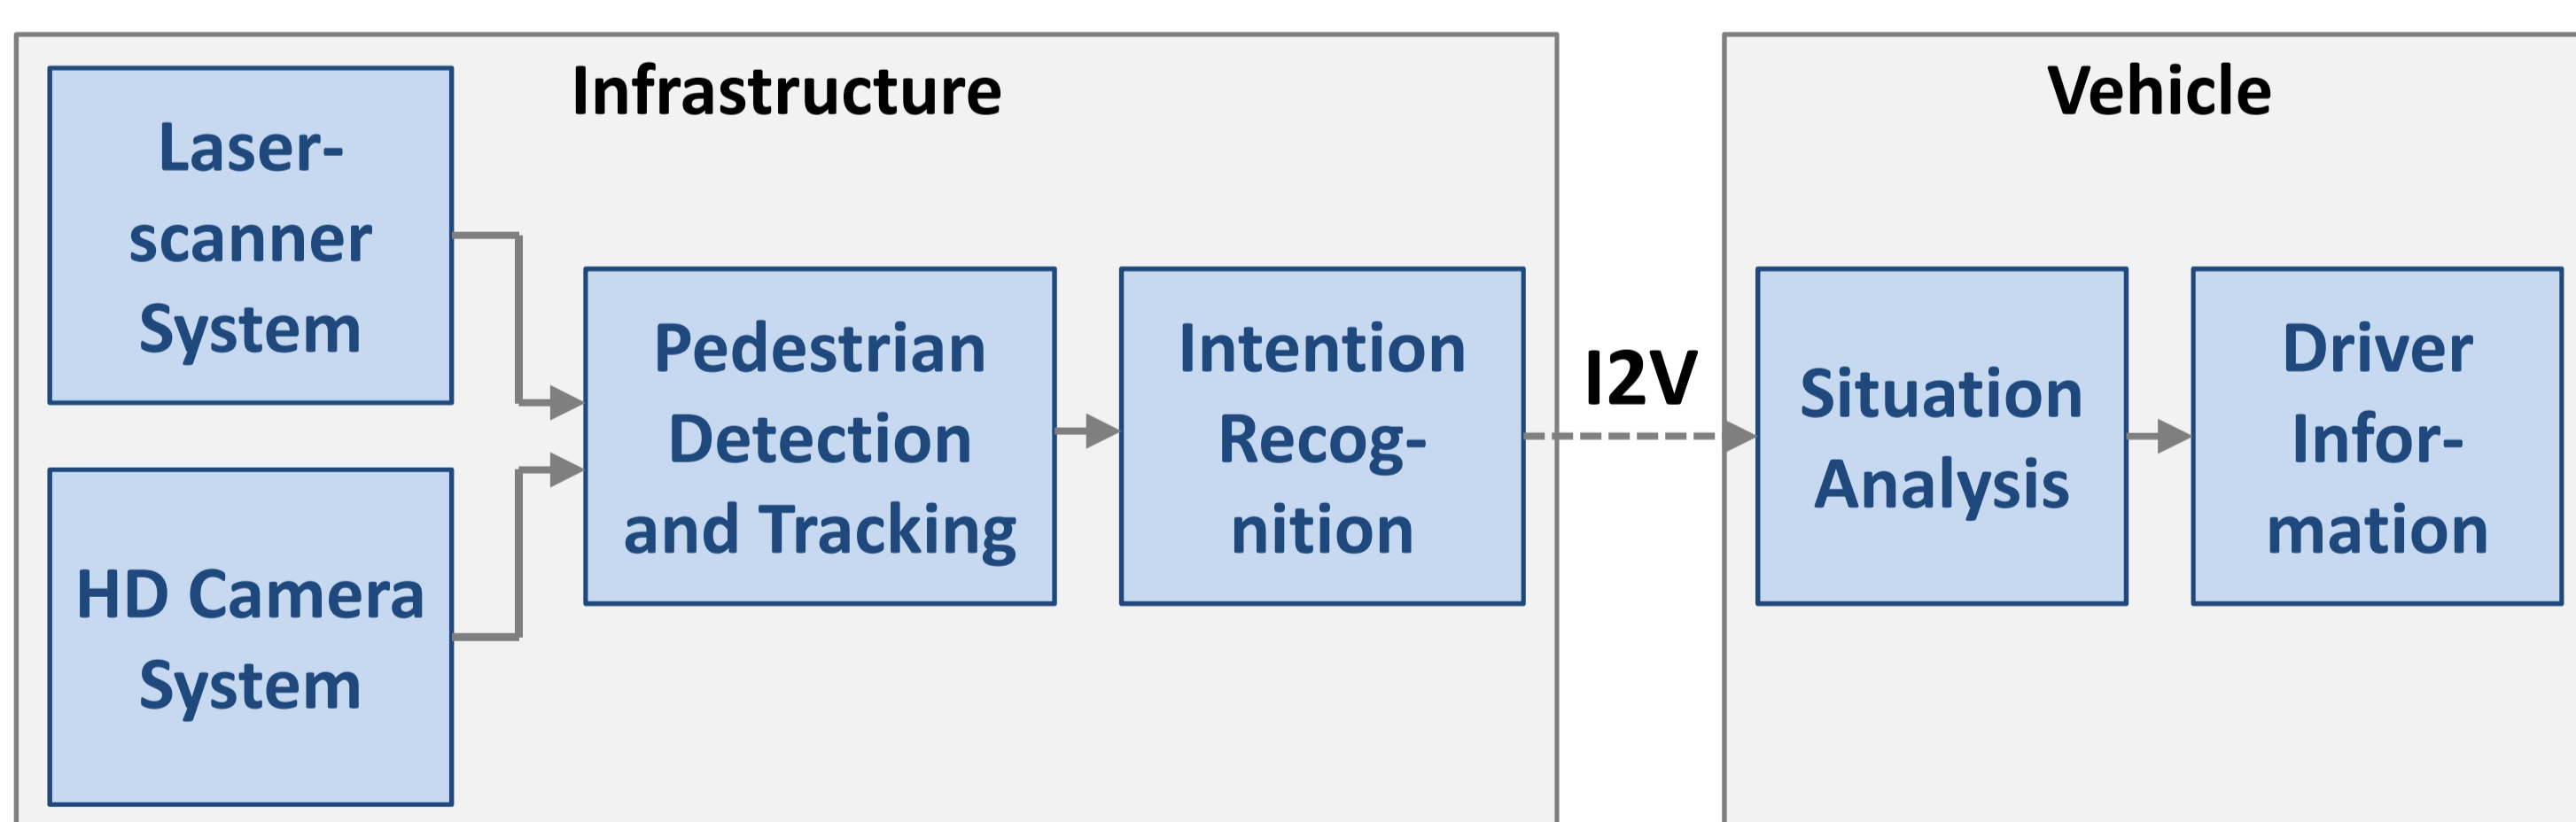 Infrastructure
Laser-
scanner
System
HD Camera
System
Pedestrian
Detection
and Tracking
Intention
Recog-
nition
I2V
Vehicle
Situation
Analysis
Driver
Infor-
mation